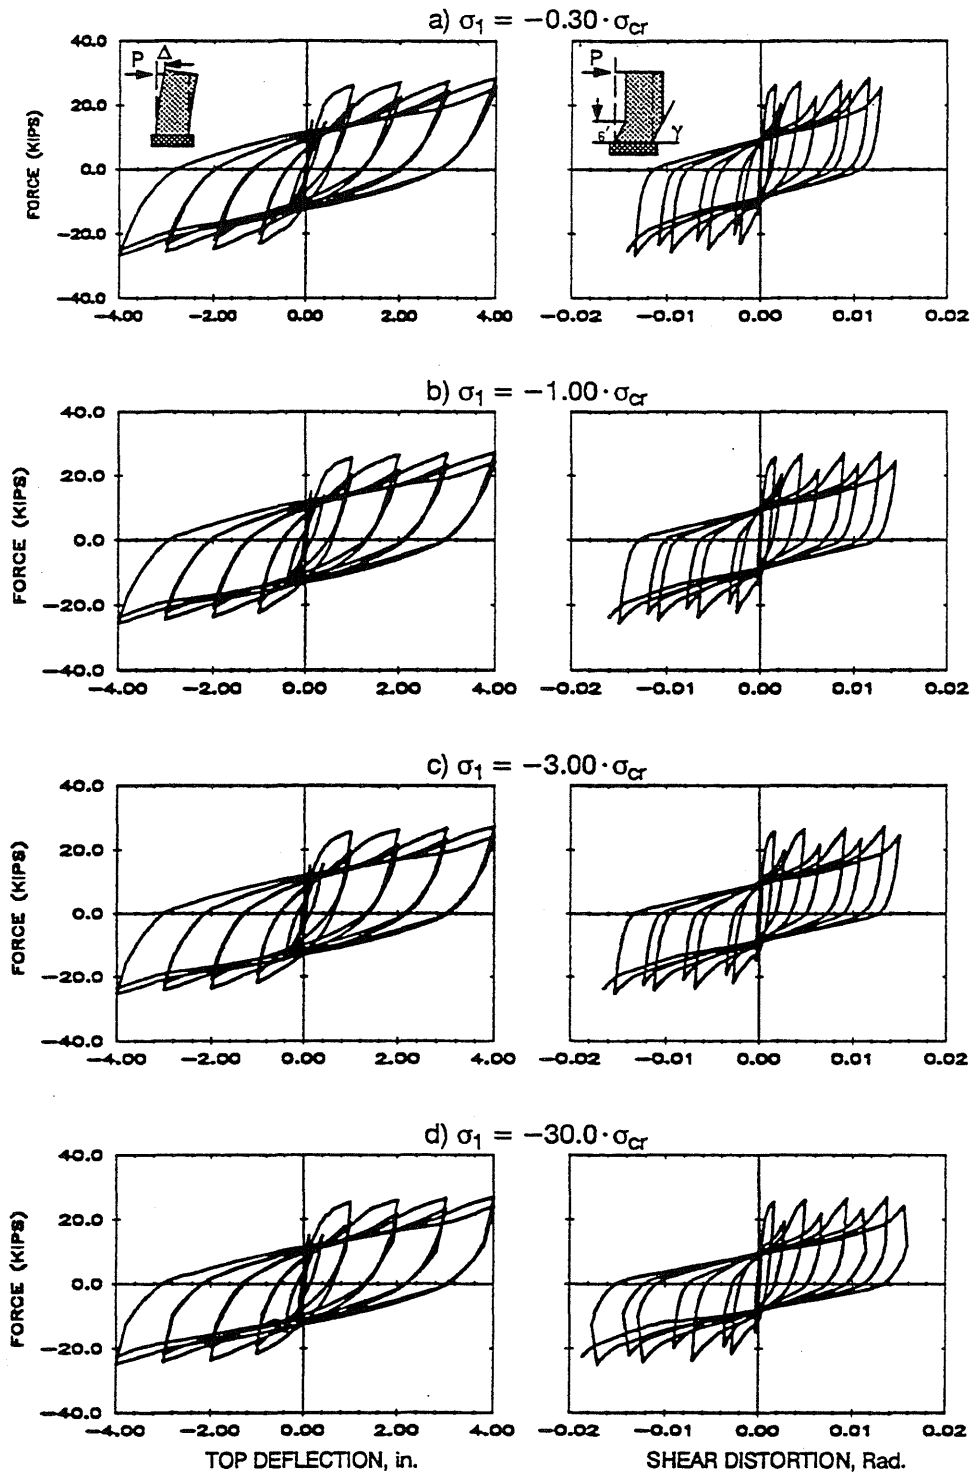 a) σ₁ = −0.30·σcr
40.0
20.0
0.0
−20.0
−40.0
FORCE (KIPS)
P
Δ
−4.00 −2.00 0.00 2.00 4.00
P
6'
γ
−0.02 −0.01 0.00 0.01 0.02
b) σ₁ = −1.00·σcr
40.0
20.0
0.0
−20.0
−40.0
FORCE (KIPS)
−4.00 −2.00 0.00 2.00 4.00
−0.02 −0.01 0.00 0.01 0.02
c) σ₁ = −3.00·σcr
40.0
20.0
0.0
−20.0
−40.0
FORCE (KIPS)
−4.00 −2.00 0.00 2.00 4.00
−0.02 −0.01 0.00 0.01 0.02
d) σ₁ = −30.0·σcr
40.0
20.0
0.0
−20.0
−40.0
FORCE (KIPS)
−4.00 −2.00 0.00 2.00 4.00
TOP DEFLECTION, in.
−0.02 −0.01 0.00 0.01 0.02
SHEAR DISTORTION, Rad.